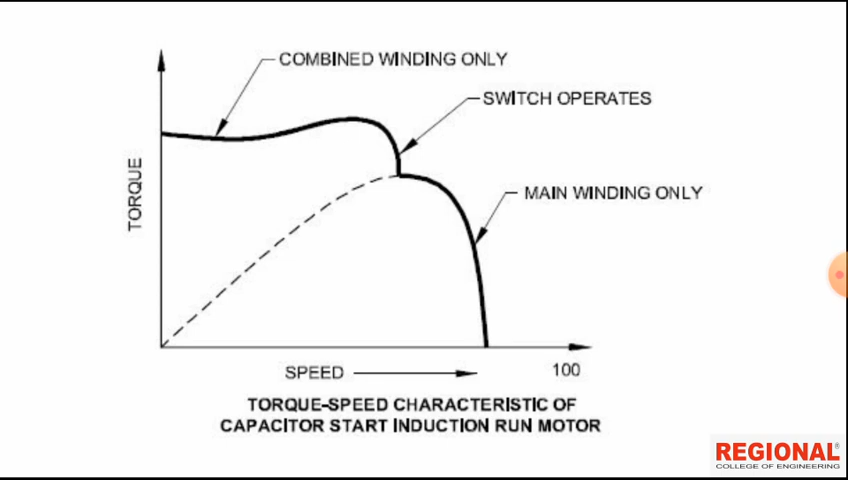 COMBINED WINDING ONLY
SWITCH OPERATES
TORQUE
MAIN WINDING ONLY
SPEED
100
TORQUE-SPEED CHARACTERISTIC OF
CAPACITOR START INDUCTION RUN MOTOR
REGIONAL®
COLLEGE OF ENGINEERING